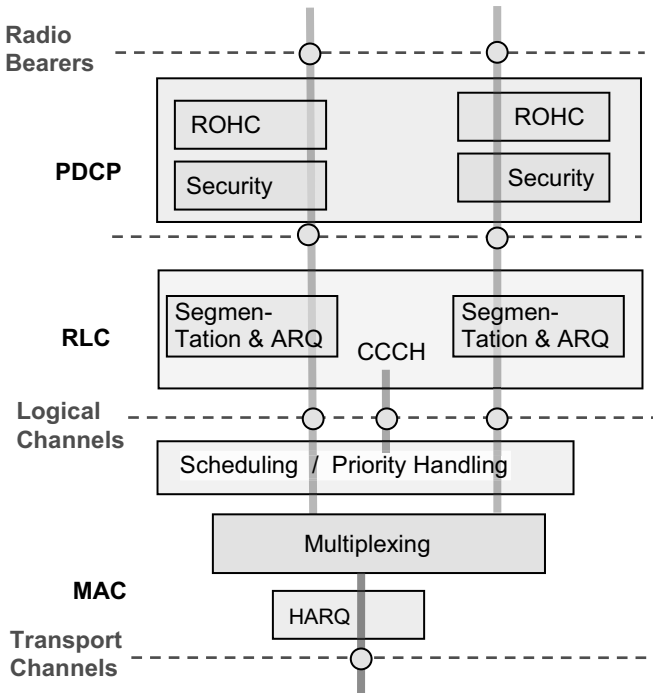 Radio
Bearers
ROHC
ROHC
PDCP
Security
Security
Segmen-
Tation & ARQ
Segmen-
Tation & ARQ
RLC
CCCH
Logical
Channels
Scheduling / Priority Handling
Multiplexing
MAC
HARQ
Transport
Channels